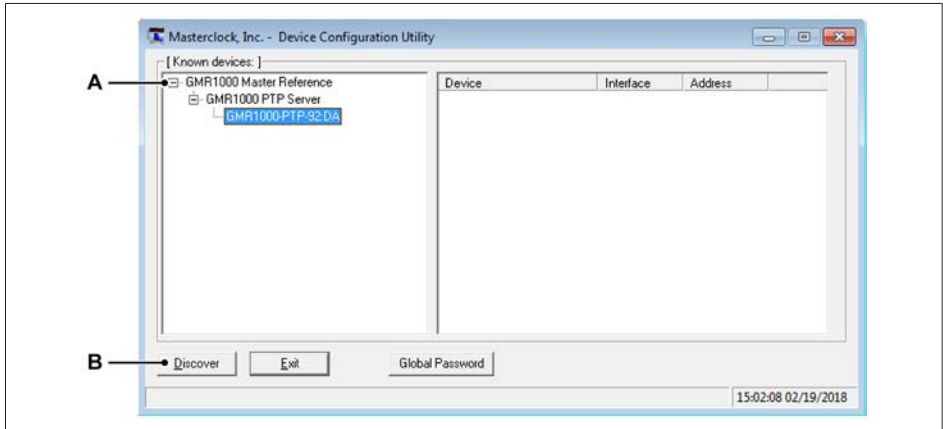 Masterclock, Inc. - Device Configuration Utility
[ Known devices: ]
A
GMR1000 Master Reference
GMR1000 PTP Server
GMR1000-PTP-92:DA
Device Interface Address
B
Discover Exit Global Password
15:02:08 02/19/2018